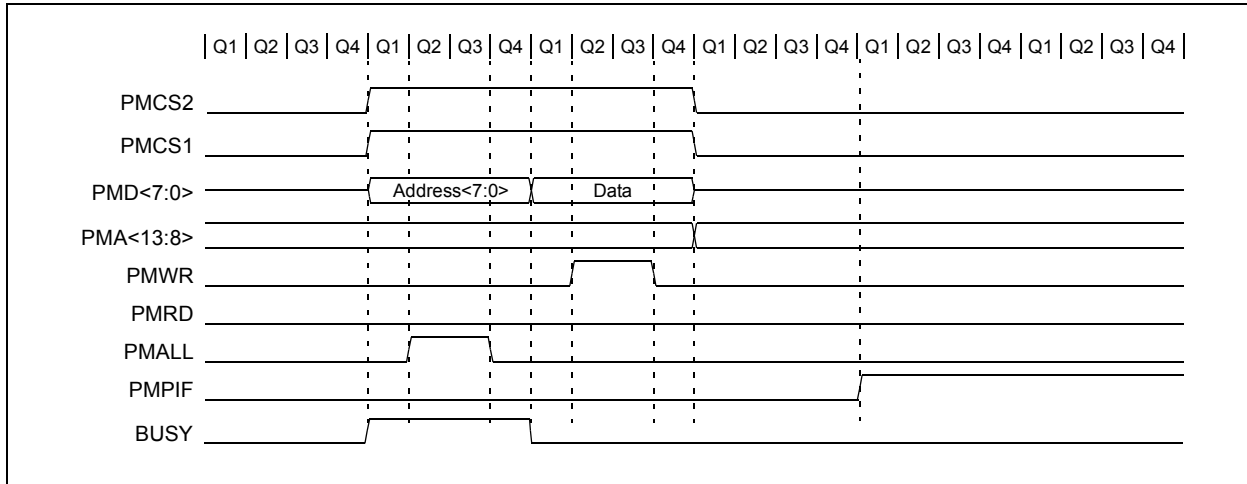 Q1 Q2 Q3 Q4 Q1 Q2 Q3 Q4 Q1 Q2 Q3 Q4 Q1 Q2 Q3 Q4 Q1 Q2 Q3 Q4 Q1 Q2 Q3 Q4
PMCS2
PMCS1
PMD<7:0> Address<7:0> Data
PMA<13:8>
PMWR
PMRD
PMALL
PMPIF
BUSY